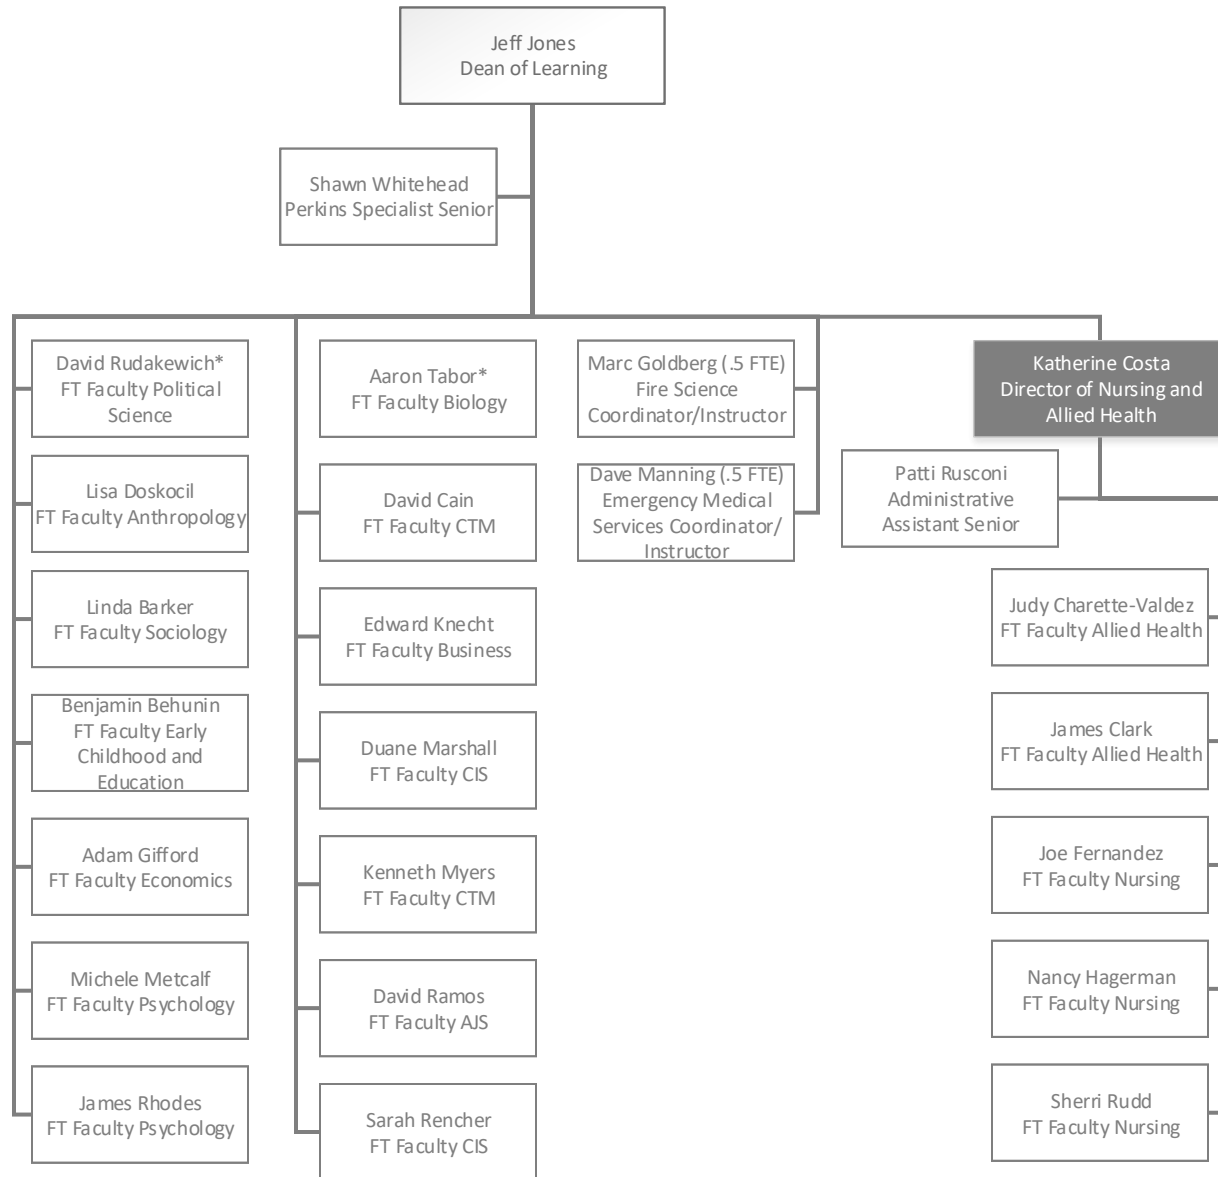 Jeff Jones
Dean of Learning
Shawn Whitehead
Perkins Specialist Senior
David Rudakewich*
FT Faculty Political
Science
Lisa Doskocil
FT Faculty Anthropology
Linda Barker
FT Faculty Sociology
Benjamin Behunin
FT Faculty Early
Childhood and
Education
Adam Gifford
FT Faculty Economics
Michele Metcalf
FT Faculty Psychology
James Rhodes
FT Faculty Psychology
Aaron Tabor*
FT Faculty Biology
David Cain
FT Faculty CTM
Edward Knecht
FT Faculty Business
Duane Marshall
FT Faculty CIS
Kenneth Myers
FT Faculty CTM
David Ramos
FT Faculty AJS
Sarah Rencher
FT Faculty CIS
Marc Goldberg (.5 FTE)
Fire Science
Coordinator/Instructor
Dave Manning (.5 FTE)
Emergency Medical
Services Coordinator/
Instructor
Katherine Costa
Director of Nursing and
Allied Health
Patti Rusconi
Administrative
Assistant Senior
Judy Charette-Valdez
FT Faculty Allied Health
James Clark
FT Faculty Allied Health
Joe Fernandez
FT Faculty Nursing
Nancy Hagerman
FT Faculty Nursing
Sherri Rudd
FT Faculty Nursing